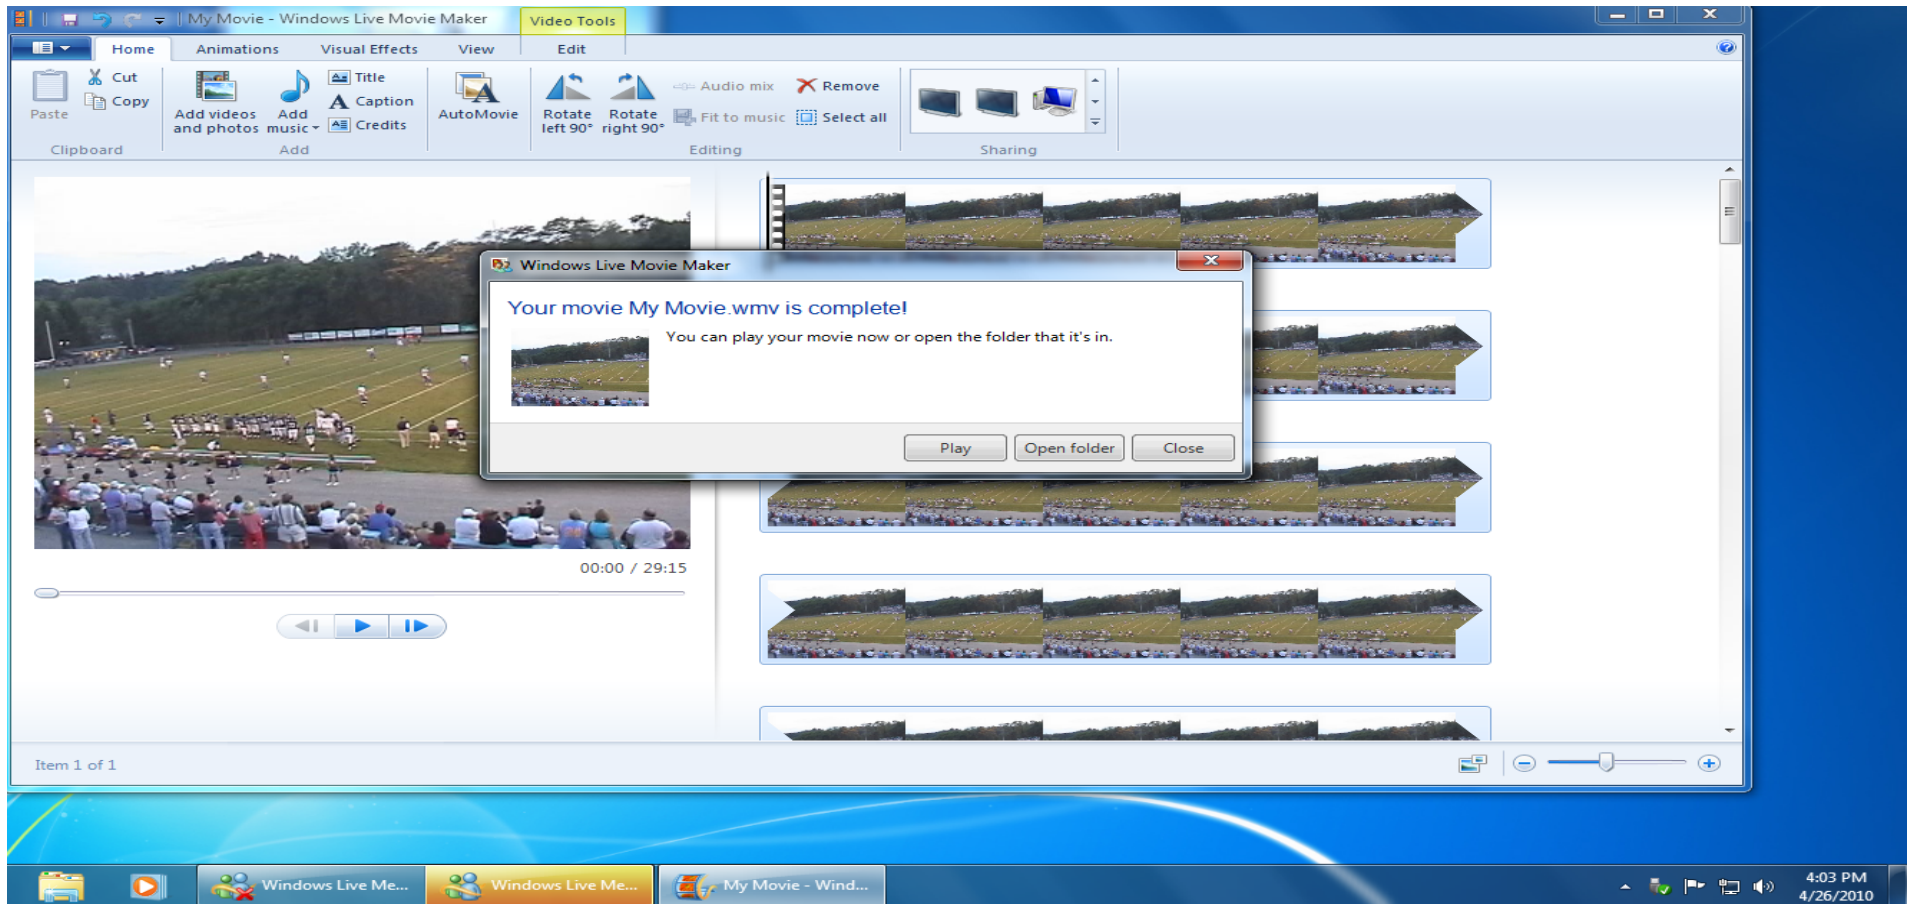 My Movie - Windows Live Movie Maker
Video Tools
Home
Animations
Visual Effects
View
Edit
Paste
Cut
Copy
Clipboard
Add videos
and photos
Add
music
Title
Caption
Credits
Add
AutoMovie
Rotate
left 90°
Rotate
right 90°
Audio mix
Fit to music
Remove
Select all
Editing
Sharing
Windows Live Movie Maker
Your movie My Movie.wmv is complete!
You can play your movie now or open the folder that it's in.
Play
Open folder
Close
00:00 / 29:15
Item 1 of 1
Windows Live Me...
Windows Live Me...
My Movie - Wind...
4:03 PM
4/26/2010